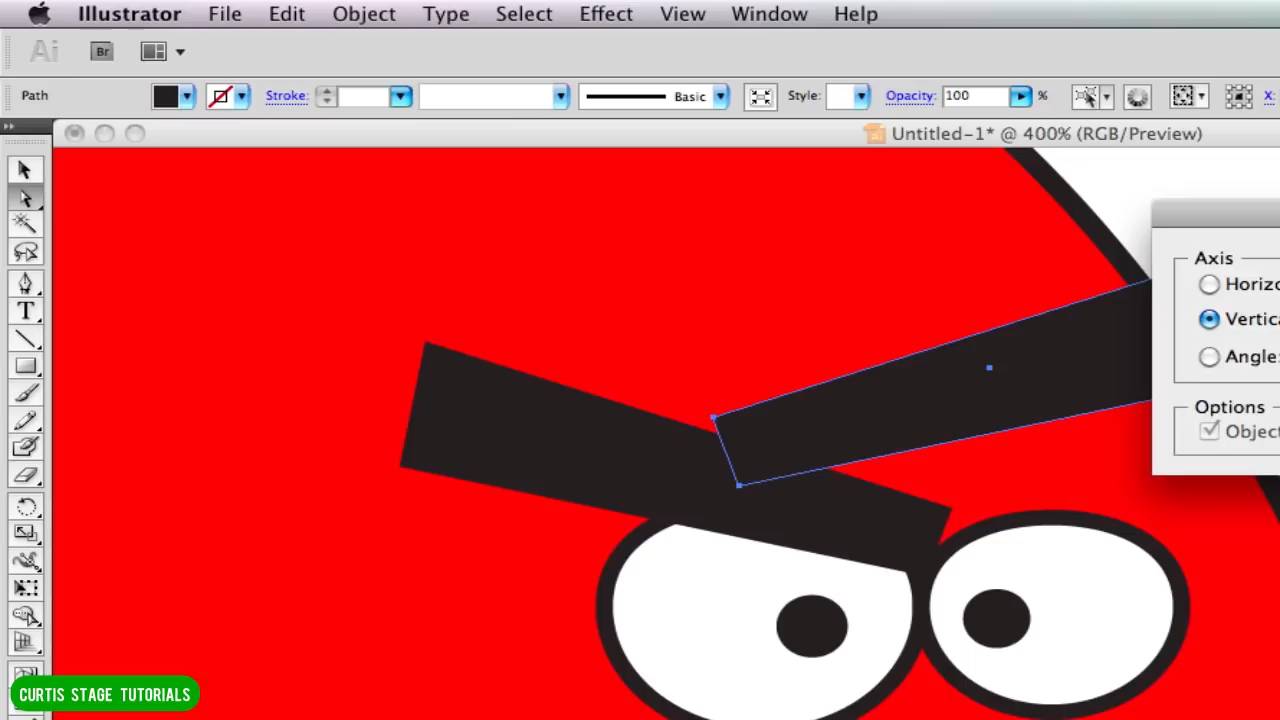 Illustrator File Edit Object Type Select Effect View Window Help
Ai Br
Path Stroke: Basic Style: Opacity: 100 % X:
Untitled-1* @ 400% (RGB/Preview)
Axis
Horizo
Vertica
Angle:
Options
Object
T
CURTIS STAGE TUTORIALS